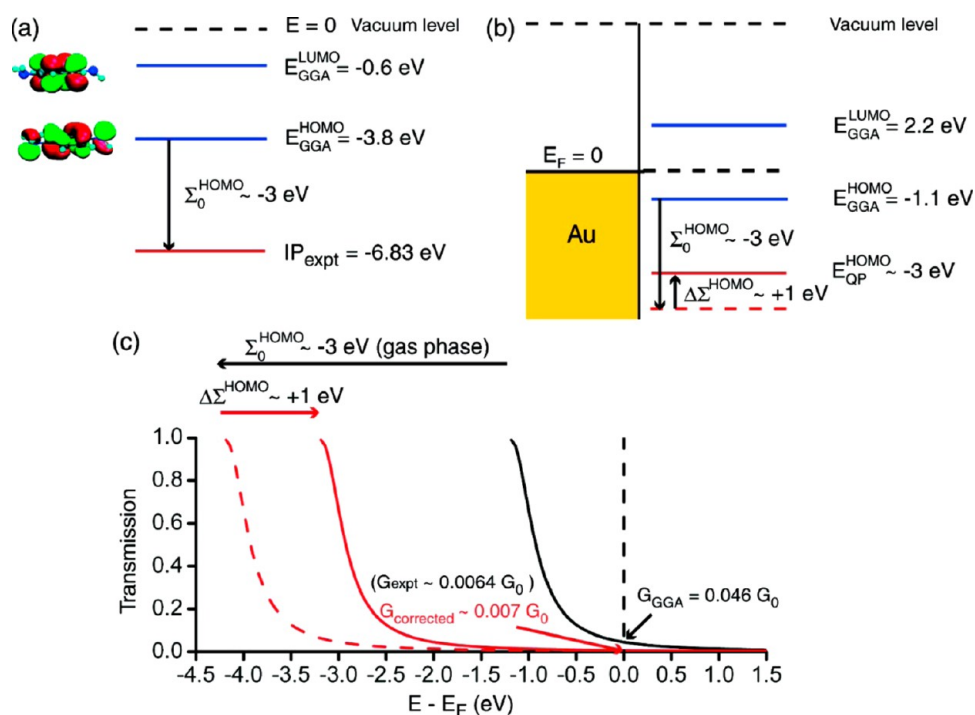 (a)
E = 0 Vacuum level
E_GGA^LUMO = -0.6 eV
E_GGA^HOMO = -3.8 eV
Σ_0^HOMO ~ -3 eV
IP_expt = -6.83 eV
(b)
Vacuum level
E_GGA^LUMO = 2.2 eV
E_F = 0
E_GGA^HOMO = -1.1 eV
Au
Σ_0^HOMO ~ -3 eV
E_QP^HOMO ~ -3 eV
ΔΣ^HOMO ~ +1 eV
(c)
Σ_0^HOMO ~ -3 eV (gas phase)
ΔΣ^HOMO ~ +1 eV
Transmission
1.0
0.8
0.6
0.4
0.2
0.0
(G_expt ~ 0.0064 G_0)
G_corrected ~ 0.007 G_0
G_GGA = 0.046 G_0
-4.5 -4.0 -3.5 -3.0 -2.5 -2.0 -1.5 -1.0 -0.5 0.0 0.5 1.0 1.5
E - E_F (eV)